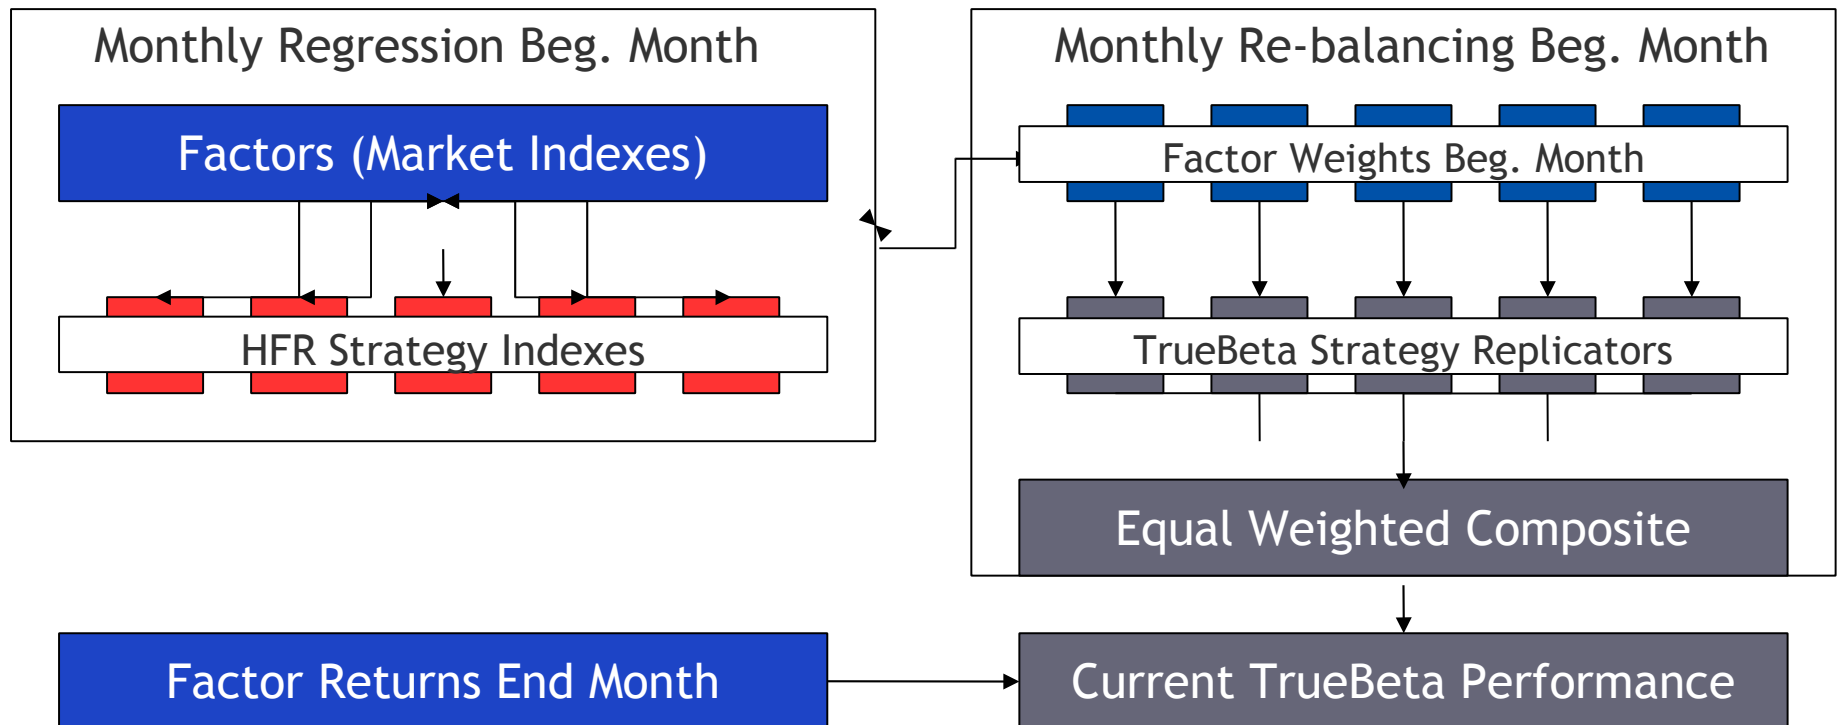 Monthly Regression Beg. Month
Factors (Market Indexes)
HFR Strategy Indexes
Monthly Re-balancing Beg. Month
Factor Weights Beg. Month
TrueBeta Strategy Replicators
Equal Weighted Composite
Factor Returns End Month
Current TrueBeta Performance